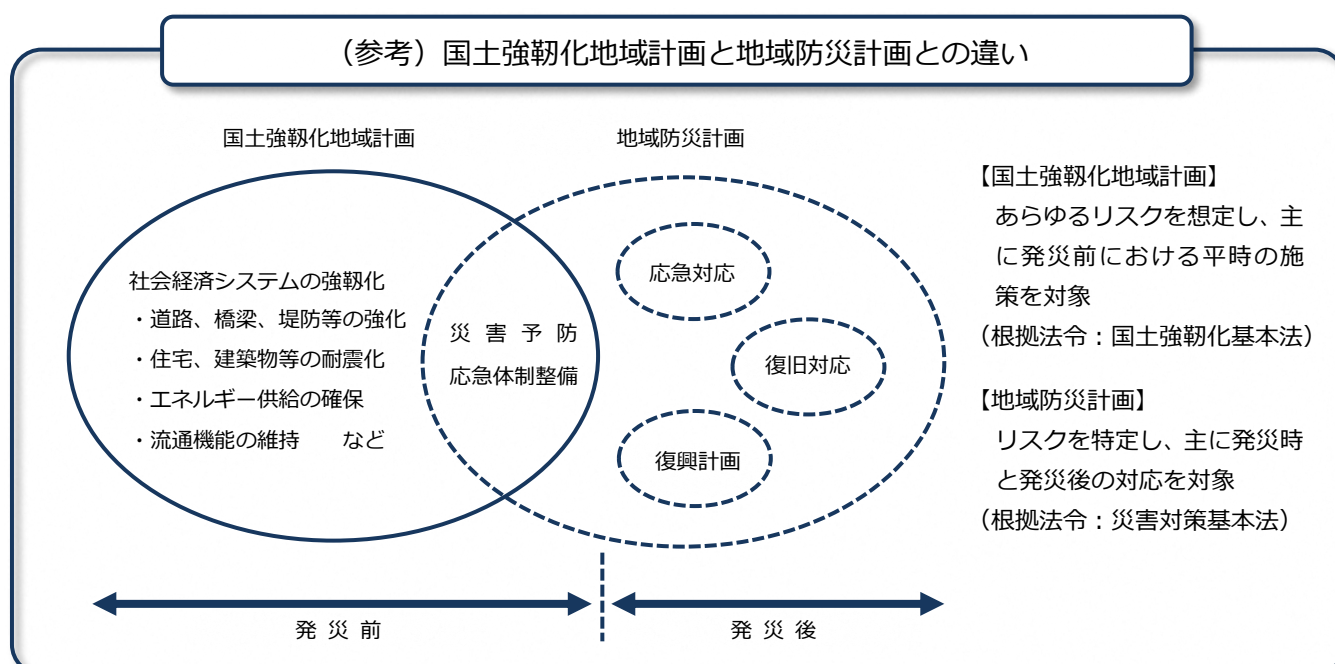 （参考）国土強靱化地域計画と地域防災計画との違い
国土強靱化地域計画
地域防災計画
社会経済システムの強靱化
・道路、橋梁、堤防等の強化
・住宅、建築物等の耐震化
・エネルギー供給の確保
・流通機能の維持　　など
災 害 予 防
応急体制整備
応急対応
復旧対応
復興計画
【国土強靱化地域計画】
あらゆるリスクを想定し、主
に発災前における平時の施
策を対象
（根拠法令：国土強靱化基本法）
【地域防災計画】
リスクを特定し、主に発災時
と発災後の対応を対象
（根拠法令：災害対策基本法）
発 災 前
発 災 後